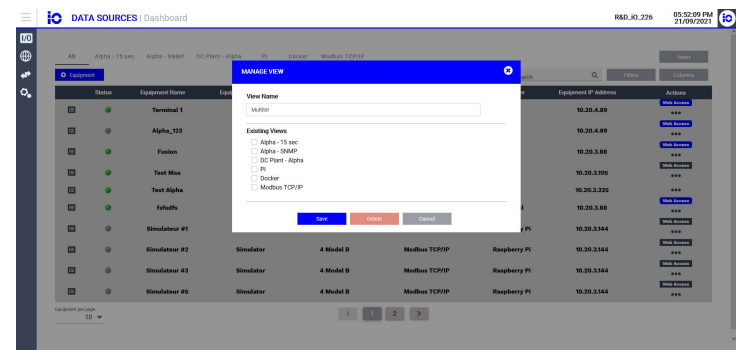 DATA SOURCES | Dashboard
R&D_iO_226
05:52:09 PM
21/09/2021
I/O
All Alpha - 15 sec Alpha - SNMP DC Plant - Alpha PI Docker Modbus TCP/IP
Views
MANAGE VIEW
Equipment
Filters
Columns
Status Equipment Name Equipment IP Address Actions
View Name
Multitel
Existing Views
Alpha - 15 sec
Alpha - SNMP
DC Plant - Alpha
PI
Docker
Modbus TCP/IP
Save Delete Cancel
Terminal 1 10.20.4.89 Web Access
Alpha_123 10.20.4.89 Web Access
Fusion 10.20.3.88 Web Access
Test Max 10.20.3.105 Web Access
Test Alpha 10.20.3.225
fsfsdfs 10.20.3.88 Web Access
Simulateur #1 10.20.3.144 Web Access
Simulateur #2 Simulator 4 Model B Modbus TCP/IP Raspberry Pi 10.20.3.144 Web Access
Simulateur #3 Simulator 4 Model B Modbus TCP/IP Raspberry Pi 10.20.3.144 Web Access
Simulateur #5 Simulator 4 Model B Modbus TCP/IP Raspberry Pi 10.20.3.144 Web Access
Equipment per page
10
1 2